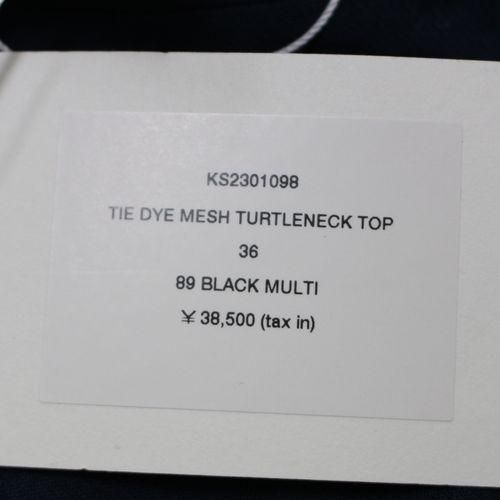 KS2301098
TIE DYE MESH TURTLENECK TOP
36
89 BLACK MULTI
¥ 38,500 (tax in)